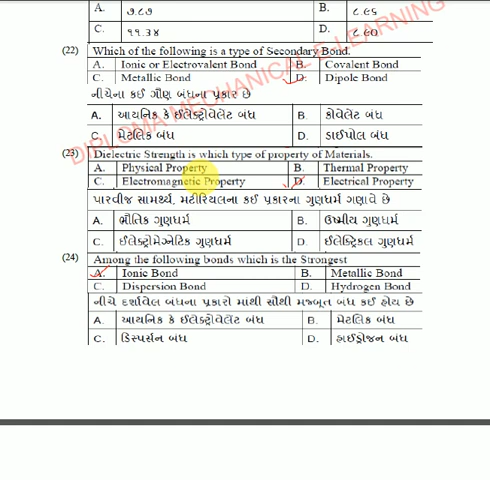 A. ૭.૮૭ B. ૮.૯૬
C. ૧૧.૩૪ D. ૮.૯૦
(22) Which of the following is a type of Secondary Bond.
A. Ionic or Electrovalent Bond B. Covalent Bond
C. Metallic Bond D. Dipole Bond
નીચેના કઈ ગૌણ બંધના પ્રકાર છે
A. આયનિક કે ઈલેક્ટ્રોવેલેંટ બંધ B. કોવેલેંટ બંધ
C. મેટલિક બંધ D. ડાઈપોલ બંધ
(23) Dielectric Strength is which type of property of Materials.
A. Physical Property B. Thermal Property
C. Electromagnetic Property D. Electrical Property
પારવીજ સામર્થ્ય, મટીરિયલના કઈ પ્રકારના ગુણધર્મ ગણાવે છે
A. ભૌતિક ગુણધર્મ B. ઉષ્મીય ગુણધર્મ
C. ઈલેક્ટ્રોમેગ્નેટિક ગુણધર્મ D. ઈલેક્ટ્રિકલ ગુણધર્મ
(24) Among the following bonds which is the Strongest
A. Ionic Bond B. Metallic Bond
C. Dispersion Bond D. Hydrogen Bond
નીચે દર્શાવેલ બંધના પ્રકારો માંથી સૌથી મજબૂત બંધ કઈ હોય છે
A. આયનિક કે ઈલેક્ટ્રોવેલેંટ બંધ B. મેટલિક બંધ
C. ડિસ્પર્સન બંધ D. હાઈડ્રોજન બંધ
DIPLOMA MECHANICAL E-LEARNING